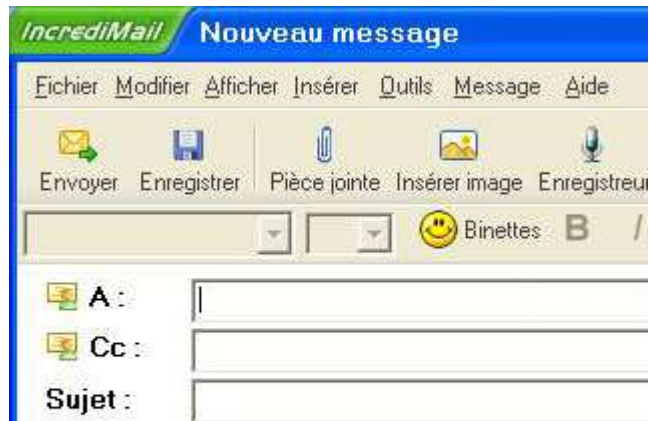 IncrediMail Nouveau message
Fichier Modifier Afficher Insérer Outils Message Aide
Envoyer Enregistrer Pièce jointe Insérer image Enregistreur
Binettes B I
A :
Cc :
Sujet :